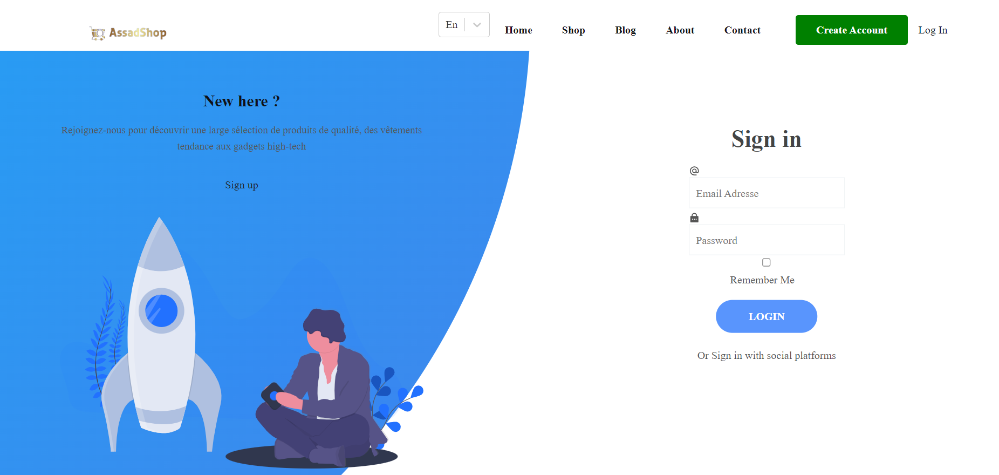 AssadShop
En
Home Shop Blog About Contact
Create Account
Log In
New here ?
Rejoignez-nous pour découvrir une large sélection de produits de qualité, des vêtements
tendance aux gadgets high-tech
Sign up
Sign in
Email Adresse
Password
Remember Me
LOGIN
Or Sign in with social platforms